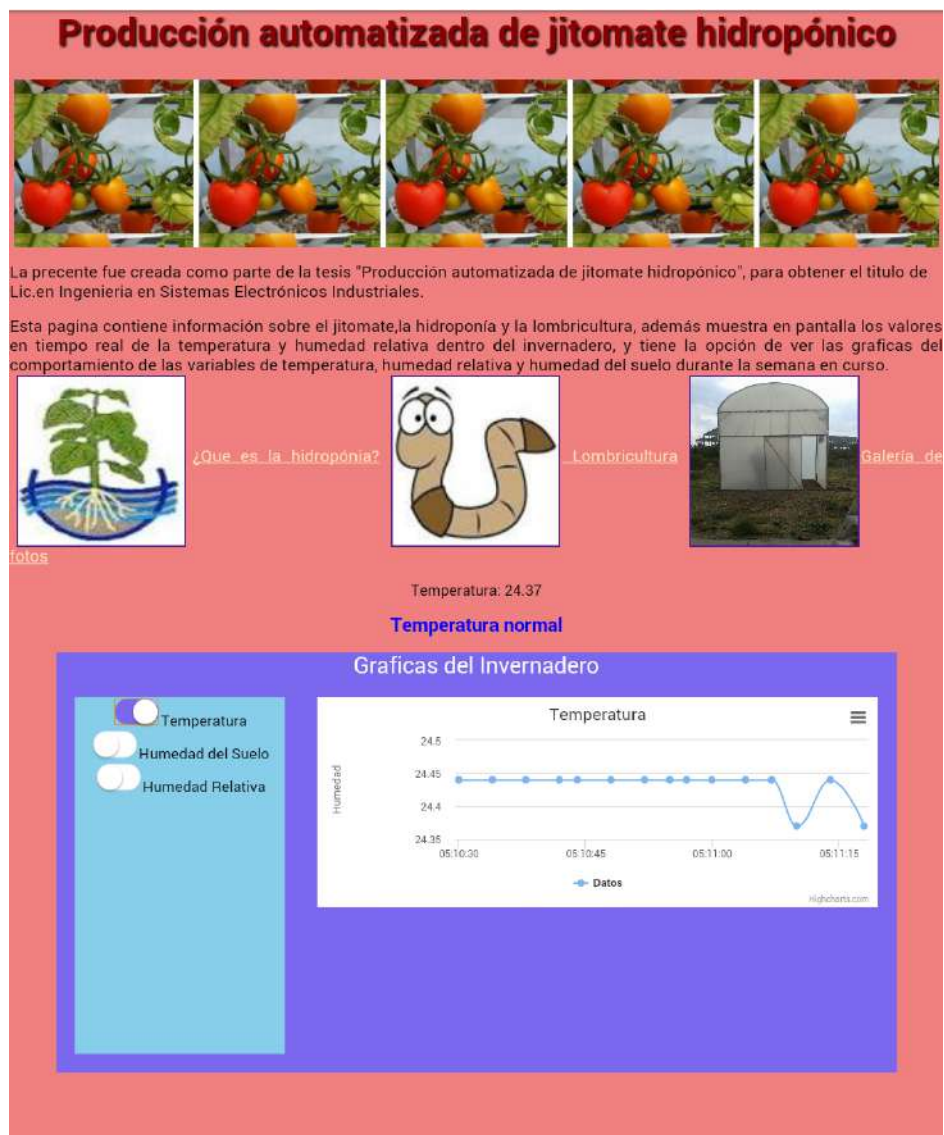 Producción automatizada de jitomate hidropónico
La precente fue creada como parte de la tesis "Producción automatizada de jitomate hidropónico", para obtener el titulo de
Lic.en Ingenieria en Sistemas Electrónicos Industriales.
Esta pagina contiene información sobre el jitomate,la hidroponía y la lombricultura, además muestra en pantalla los valores
en tiempo real de la temperatura y humedad relativa dentro del invernadero, y tiene la opción de ver las graficas del
comportamiento de las variables de temperatura, humedad relativa y humedad del suelo durante la semana en curso.
¿Que es la hidropónia? Lombricultura Galería de
fotos
Temperatura: 24.37
Temperatura normal
Graficas del Invernadero
Temperatura
Humedad del Suelo
Humedad Relativa
Temperatura
Humedad
24.5
24.45
24.4
24.35
05:10:30 05:10:45 05:11:00 05:11:15
Datos
Highcharts.com